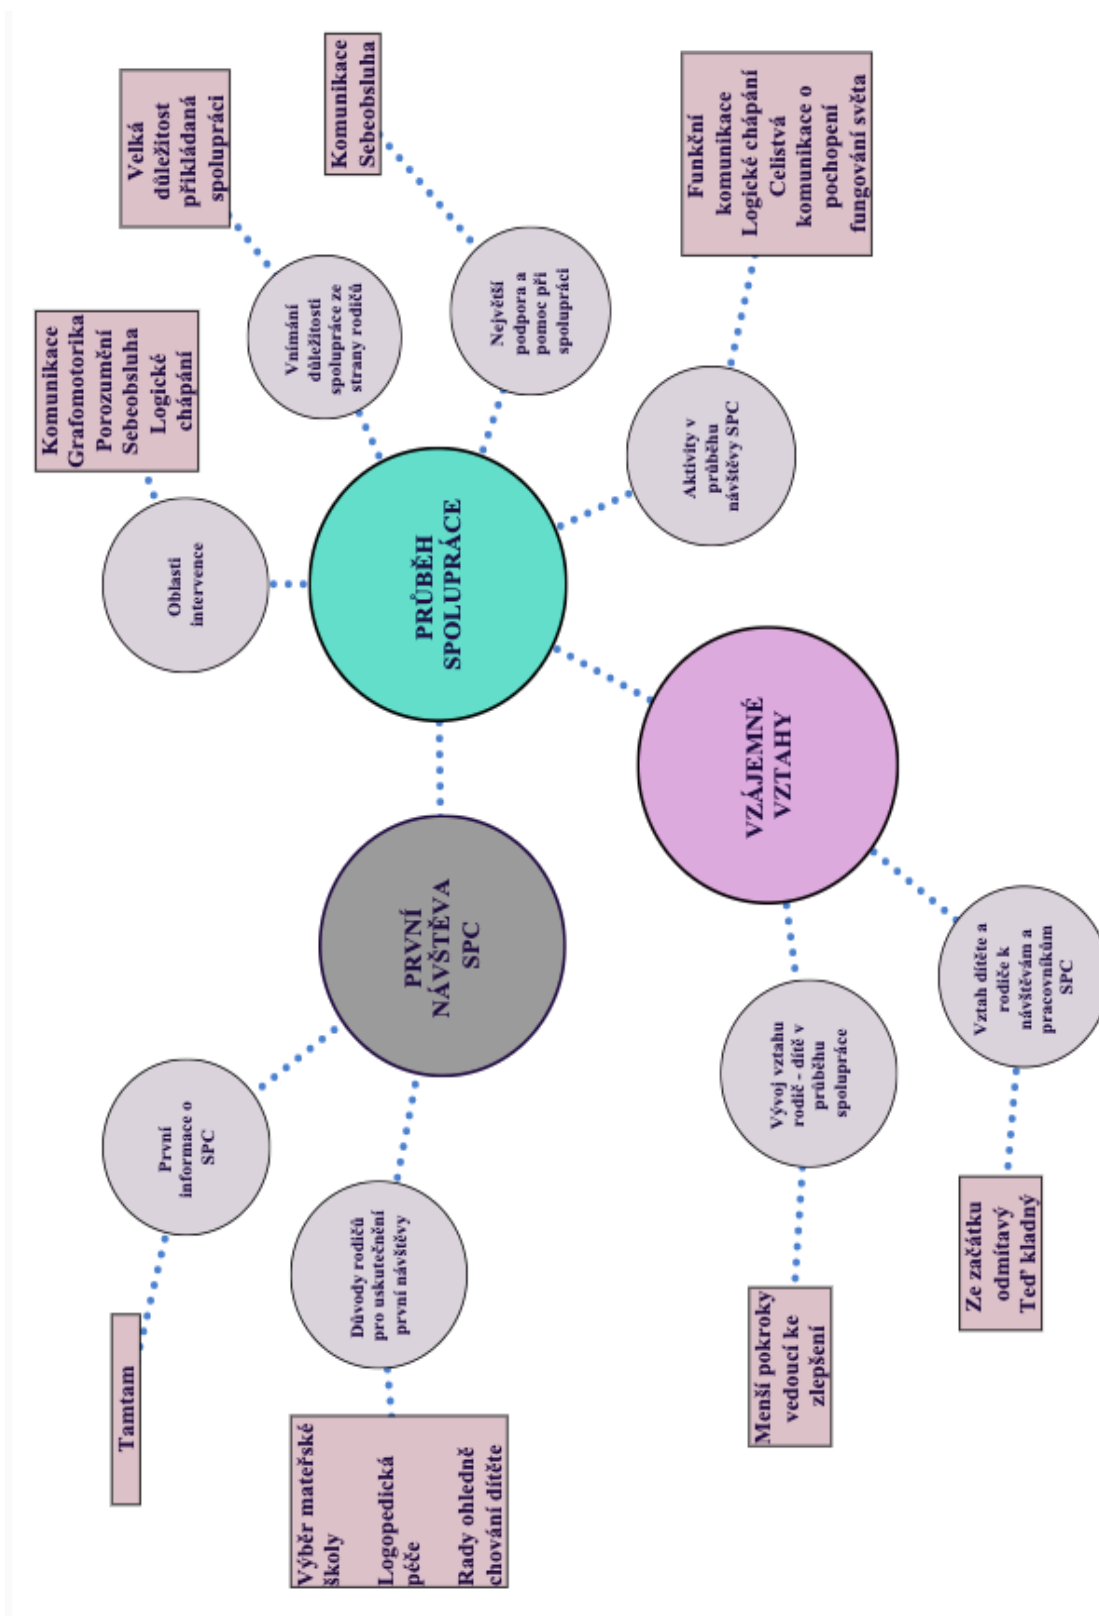 Tamtam
První
informace o
SPC
Výběr mateřské
školy
Logopedická
péče
Rady ohledně
chování dítěte
Důvody rodičů
pro uskutečnění
první návštěvy
PRVNÍ
NÁVŠTĚVA
SPC
Oblasti
intervence
Komunikace
Grafomotorika
Porozumění
Sebeobsluha
Logické
chápání
Vnímání
důležitosti
spolupráce ze
strany rodičů
Velká
důležitost
přikládaná
spolupráci
PRŮBĚH
SPOLUPRÁCE
Největší
podpora a
pomoc při
spolupráci
Komunikace
Sebeobsluha
Aktivity v
průběhu
návštěvy SPC
Funkční
komunikace
Logické chápání
Celistvá
komunikace o
pochopení
fungování světa
VZÁJEMNÉ
VZTAHY
Vývoj vztahu
rodič - dítě v
průběhu
spolupráce
Menší pokroky
vedoucí ke
zlepšení
Vztah dítěte a
rodiče k
návštěvám a
pracovníkům
SPC
Ze začátku
odmítavý
Teď kladný